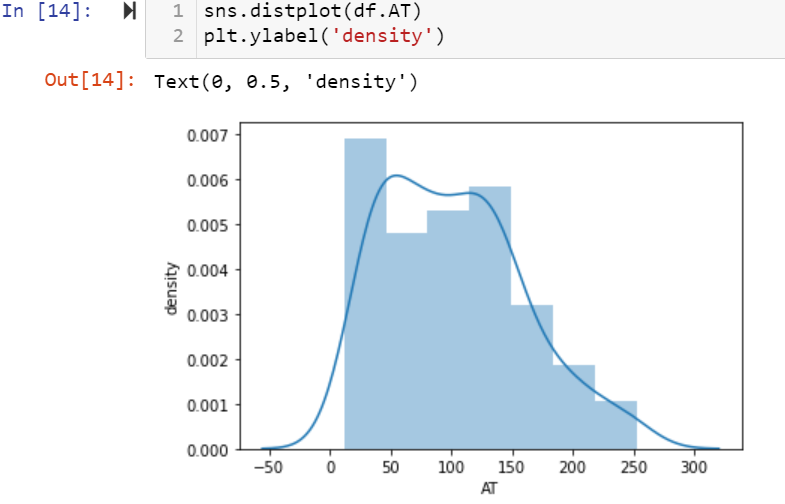 In [14]:
1 sns.distplot(df.AT)
2 plt.ylabel('density')
Out[14]: Text(0, 0.5, 'density')
0.007
0.006
0.005
0.004
0.003
0.002
0.001
0.000
density
−50 0 50 100 150 200 250 300
AT